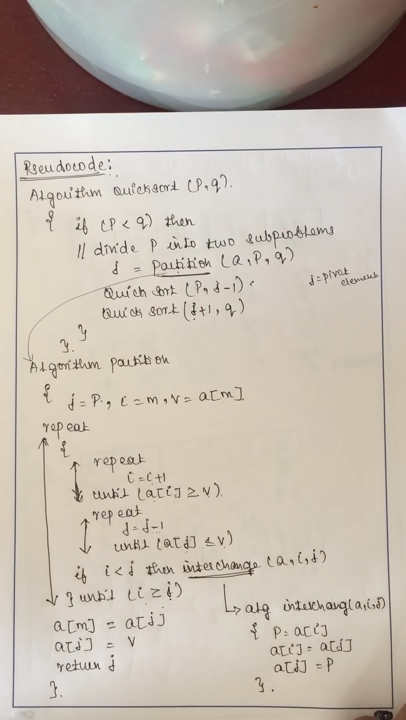 Pseudocode:
Algorithm Quicksort (P, q).
{ if (P < q) then
// divide P into two subproblems
j = Partition (a, P, q)
Quick sort (P, j-1)
j = pivot element
Quick sort (j+1, q)
}
}.
Algorithm partition
{ j = P, i = m, v = a[m]
repeat
{
repeat
i = i+1
until (a[i] ≥ v).
repeat
j = j-1
until (a[j] ≤ v)
if i < j then interchange (a, i, j)
} until (i ≥ j)
a[m] = a[j]
a[j] = v
return j
}.
alg interchang(a,i,j)
{ P = a[i]
a[i] = a[j]
a[j] = P
}.